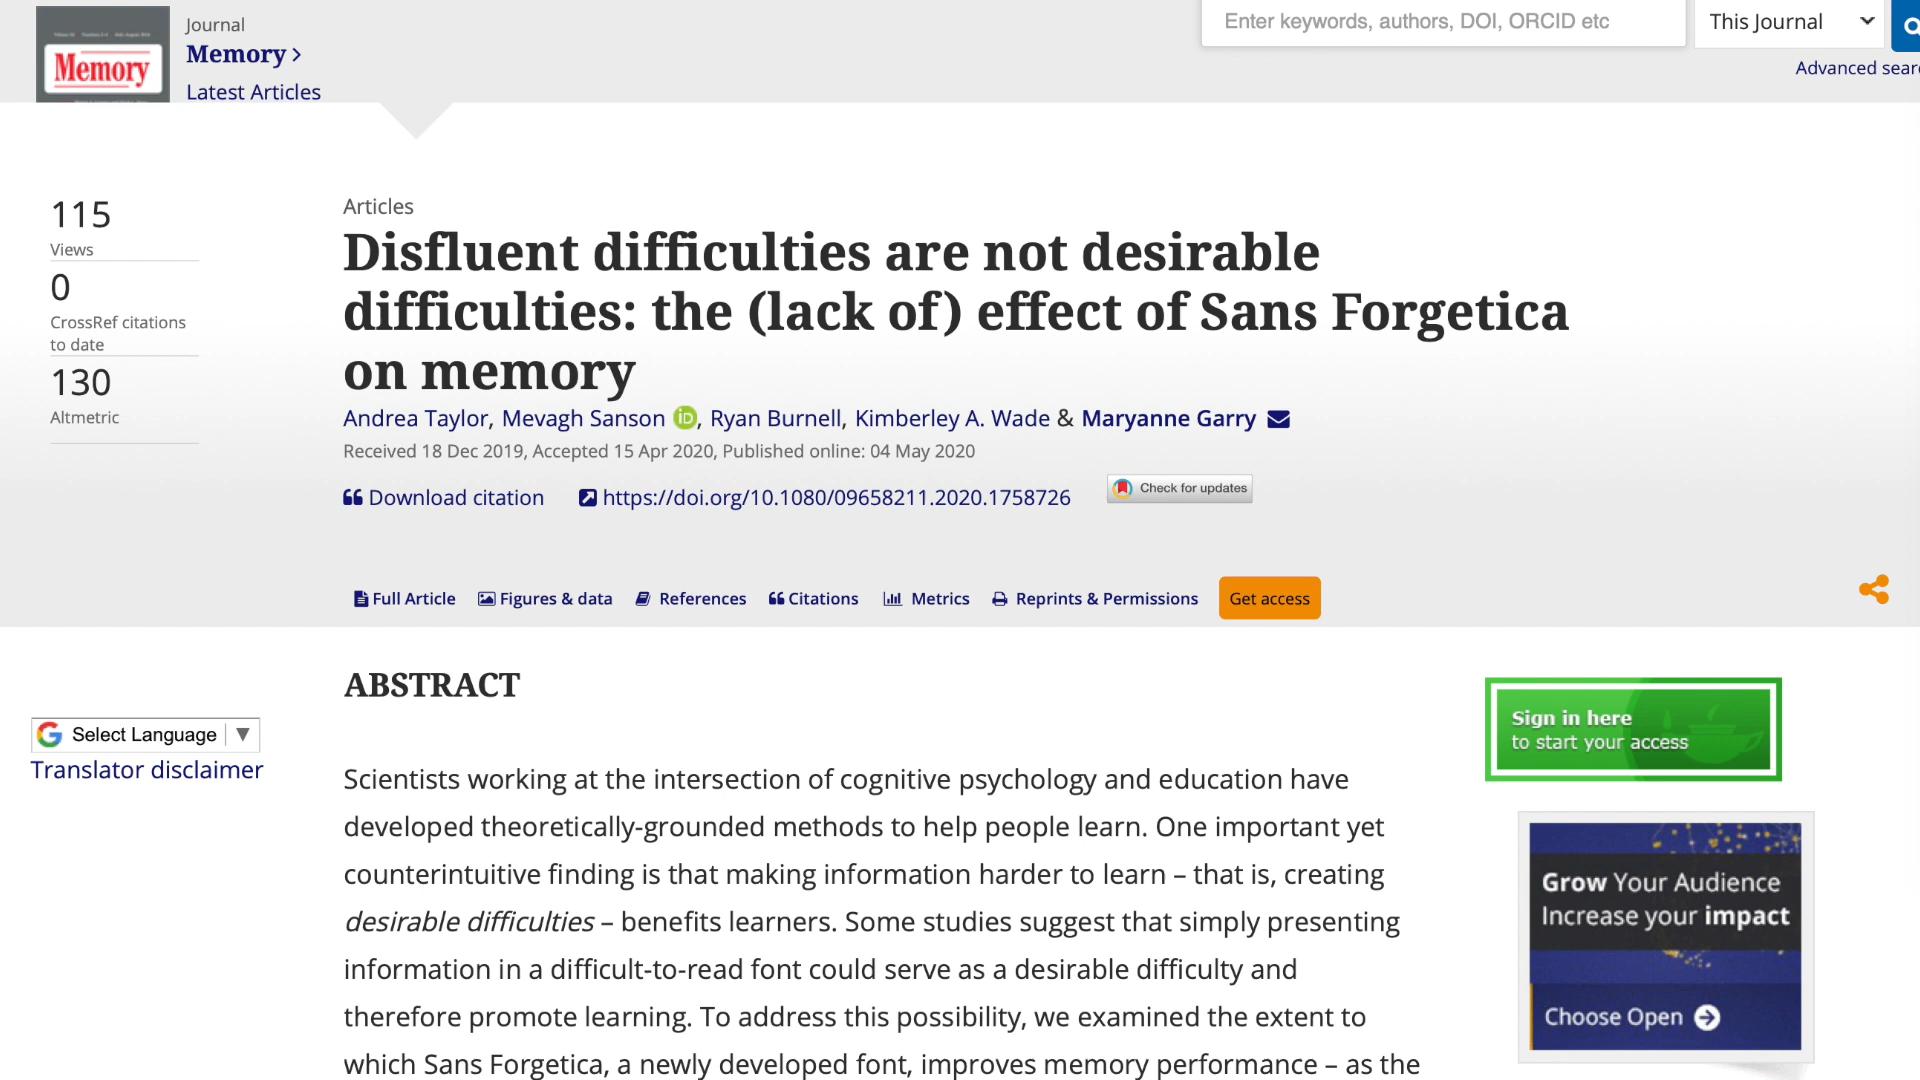 Memory
Journal
Memory
Latest Articles
Enter keywords, authors, DOI, ORCID etc
This Journal
Advanced sear
115
Views
0
CrossRef citations
to date
130
Altmetric
Articles
Disfluent difficulties are not desirable
difficulties: the (lack of) effect of Sans Forgetica
on memory
Andrea Taylor, Mevagh Sanson iD, Ryan Burnell, Kimberley A. Wade & Maryanne Garry
Received 18 Dec 2019, Accepted 15 Apr 2020, Published online: 04 May 2020
Download citation https://doi.org/10.1080/09658211.2020.1758726 Check for updates
Full Article Figures & data References Citations Metrics Reprints & Permissions Get access
Select Language ▼
Translator disclaimer
ABSTRACT
Scientists working at the intersection of cognitive psychology and education have
developed theoretically-grounded methods to help people learn. One important yet
counterintuitive finding is that making information harder to learn – that is, creating
desirable difficulties – benefits learners. Some studies suggest that simply presenting
information in a difficult-to-read font could serve as a desirable difficulty and
therefore promote learning. To address this possibility, we examined the extent to
which Sans Forgetica, a newly developed font, improves memory performance – as the
Sign in here
to start your access
Grow Your Audience
Increase your impact
Choose Open